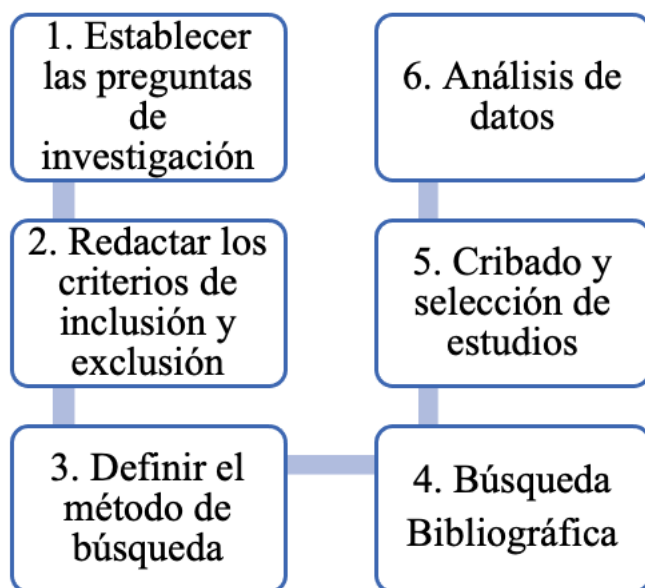 1. Establecer
las preguntas
de
investigación
2. Redactar los
criterios de
inclusión y
exclusión
3. Definir el
método de
búsqueda
4. Búsqueda
Bibliográfica
5. Cribado y
selección de
estudios
6. Análisis de
datos